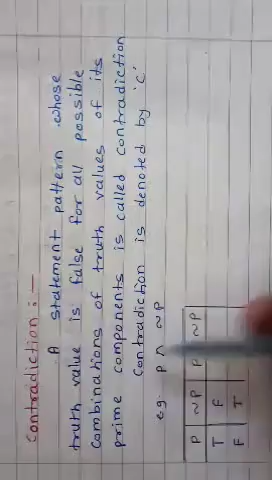 Contradiction :-
A statement pattern whose
truth value is false for all possible
combinations of truth values of its
prime components is called contradiction
Contradiction is denoted by 'c'
eg. P ∧ ~P
P ~P P ~P
T F
F T